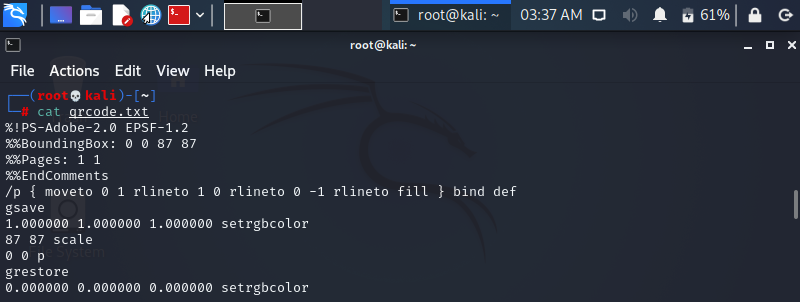 root@kali: ~ 03:37 AM 61%
root@kali: ~
File Actions Edit View Help
(root💀kali)-[~]
# cat qrcode.txt
%!PS-Adobe-2.0 EPSF-1.2
%%BoundingBox: 0 0 87 87
%%Pages: 1 1
%%EndComments
/p { moveto 0 1 rlineto 1 0 rlineto 0 -1 rlineto fill } bind def
gsave
1.000000 1.000000 1.000000 setrgbcolor
87 87 scale
0 0 p
grestore
0.000000 0.000000 0.000000 setrgbcolor